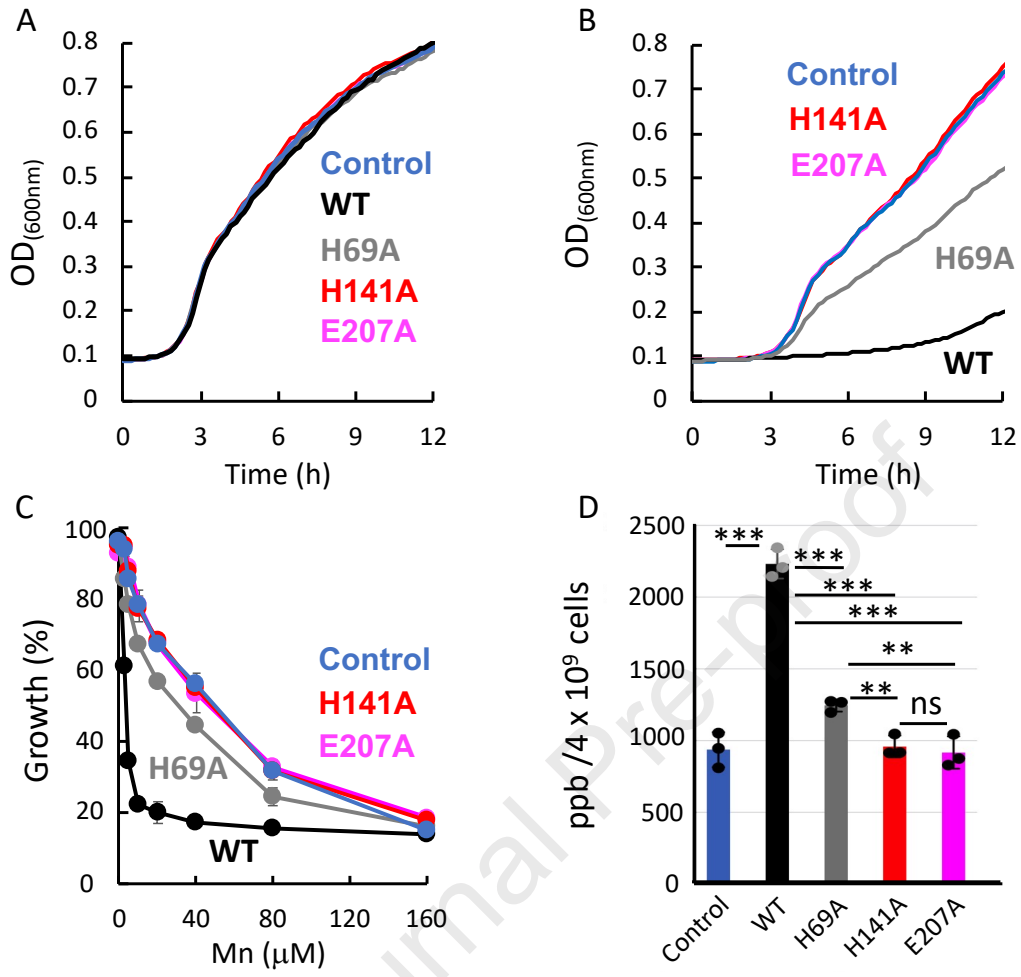 A
0.8
0.7
0.6
0.5
0.4
0.3
0.2
0.1
0
OD(600nm)
Control
WT
H69A
H141A
E207A
0 3 6 9 12
Time (h)
B
0.8
0.7
0.6
0.5
0.4
0.3
0.2
0.1
0
OD(600nm)
Control
H141A
E207A
H69A
WT
0 3 6 9 12
Time (h)
C
100
80
60
40
20
0
Growth (%)
Control
H141A
E207A
H69A
WT
0 40 80 120 160
Mn (μM)
D
2500
2000
1500
1000
500
0
ppb /4 x 10⁹ cells
***
***
***
***
**
**
ns
Control
WT
H69A
H141A
E207A
rnal Pre-proof